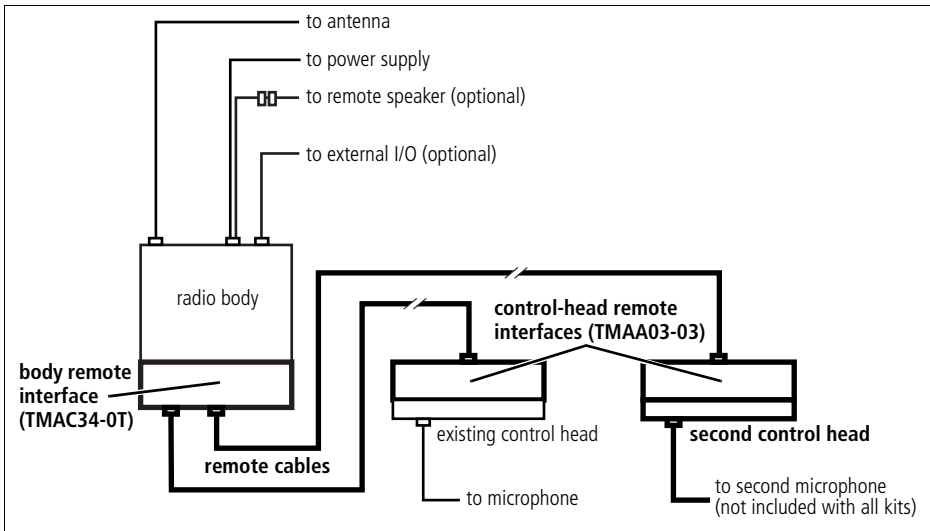 to antenna
to power supply
to remote speaker (optional)
to external I/O (optional)
radio body
control-head remote
interfaces (TMAA03-03)
body remote
interface
(TMAC34-0T)
existing control head
second control head
remote cables
to microphone
to second microphone
(not included with all kits)